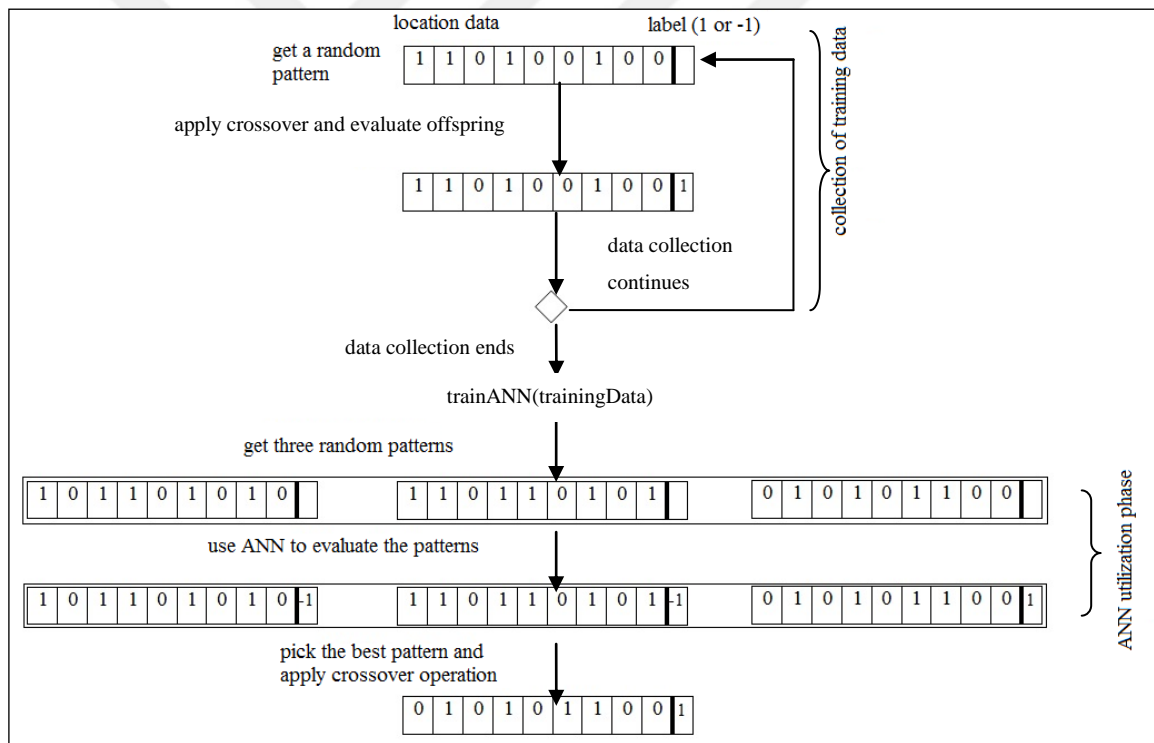 location data
label (1 or -1)
get a random
pattern
1 1 0 1 0 0 1 0 0
apply crossover and evaluate offspring
1 1 0 1 0 0 1 0 0 1
data collection
continues
collection of training data
data collection ends
trainANN(trainingData)
get three random patterns
1 0 1 1 0 1 0 1 0
1 1 0 1 1 0 1 0 1
0 1 0 1 0 1 1 0 0
use ANN to evaluate the patterns
1 0 1 1 0 1 0 1 0 -1
1 1 0 1 1 0 1 0 1 -1
0 1 0 1 0 1 1 0 0 1
ANN utilization phase
pick the best pattern and
apply crossover operation
0 1 0 1 0 1 1 0 0 1